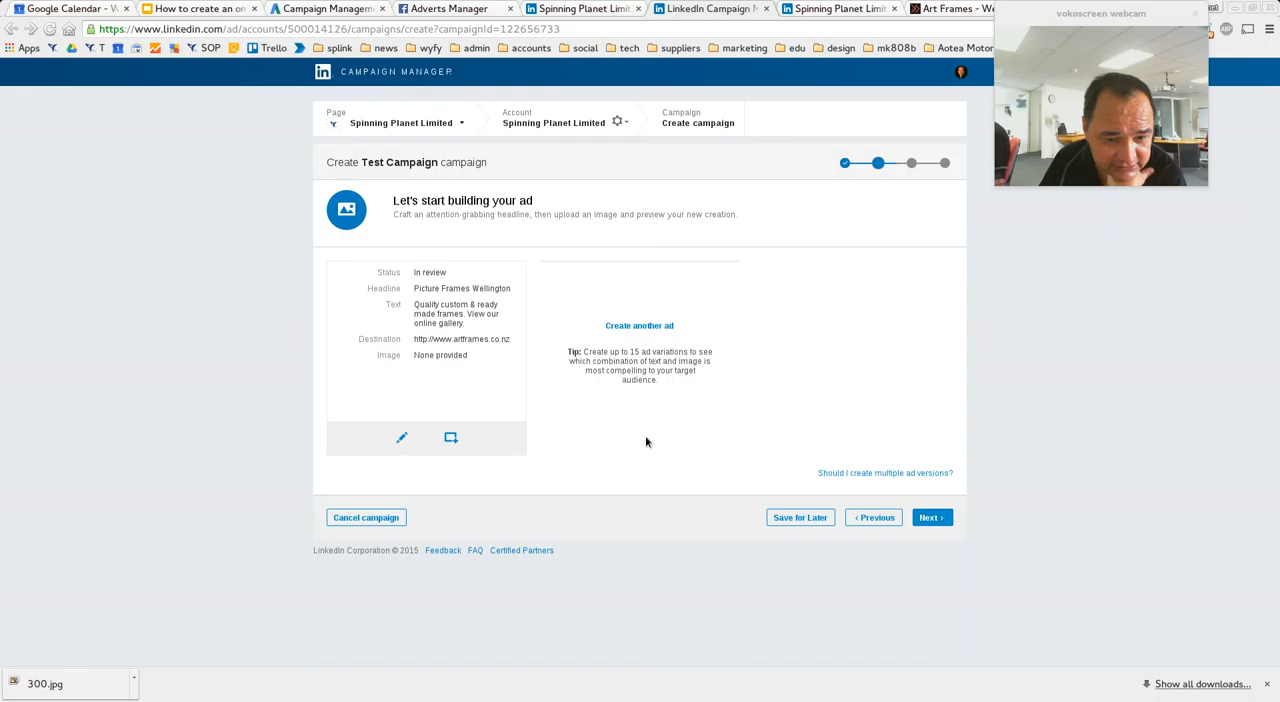 Google Calendar - W
How to create an on
Campaign Managem
Adverts Manager
Spinning Planet Limit
LinkedIn Campaign M
Spinning Planet Limit
Art Frames - We
vokoscreen webcam
https://www.linkedin.com/ad/accounts/500014126/campaigns/create?campaignId=122656733
Apps
T
SOP
Trello
splink
news
wyfy
admin
accounts
social
tech
suppliers
marketing
edu
design
mk808b
Aotea Motor
in CAMPAIGN MANAGER
Page
Spinning Planet Limited
Account
Spinning Planet Limited
Campaign
Create campaign
Create Test Campaign campaign
Let's start building your ad
Craft an attention-grabbing headline, then upload an image and preview your new creation.
Status In review
Headline Picture Frames Wellington
Text Quality custom & ready
made frames. View our
online gallery.
Destination http://www.artframes.co.nz
Image None provided
Create another ad
Tip: Create up to 15 ad variations to see
which combination of text and image is
most compelling to your target
audience.
Should I create multiple ad versions?
Cancel campaign
Save for Later
‹ Previous
Next ›
LinkedIn Corporation © 2015 Feedback FAQ Certified Partners
300.jpg
Show all downloads...